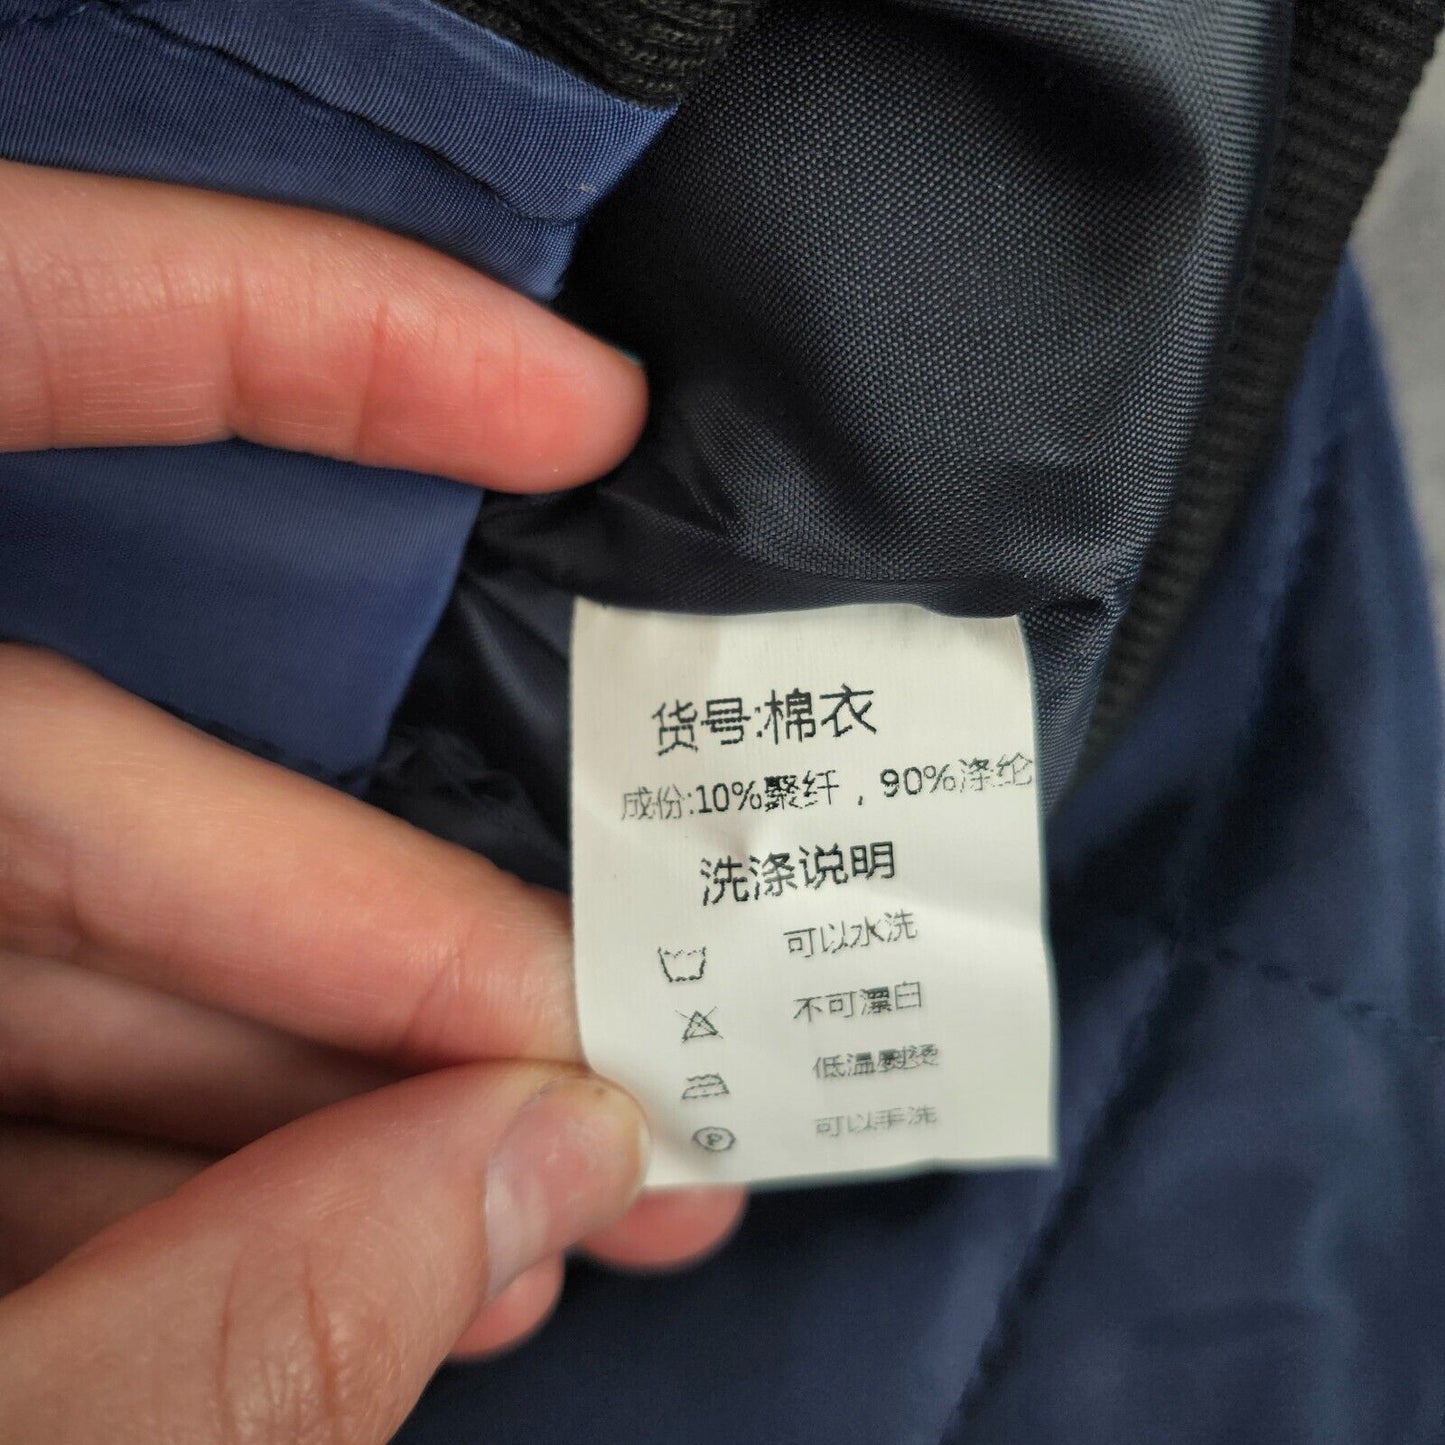 货号:棉衣
成份:10%聚纤，90%涤纶
洗涤说明
可以水洗
不可漂白
低温熨烫
可以手洗